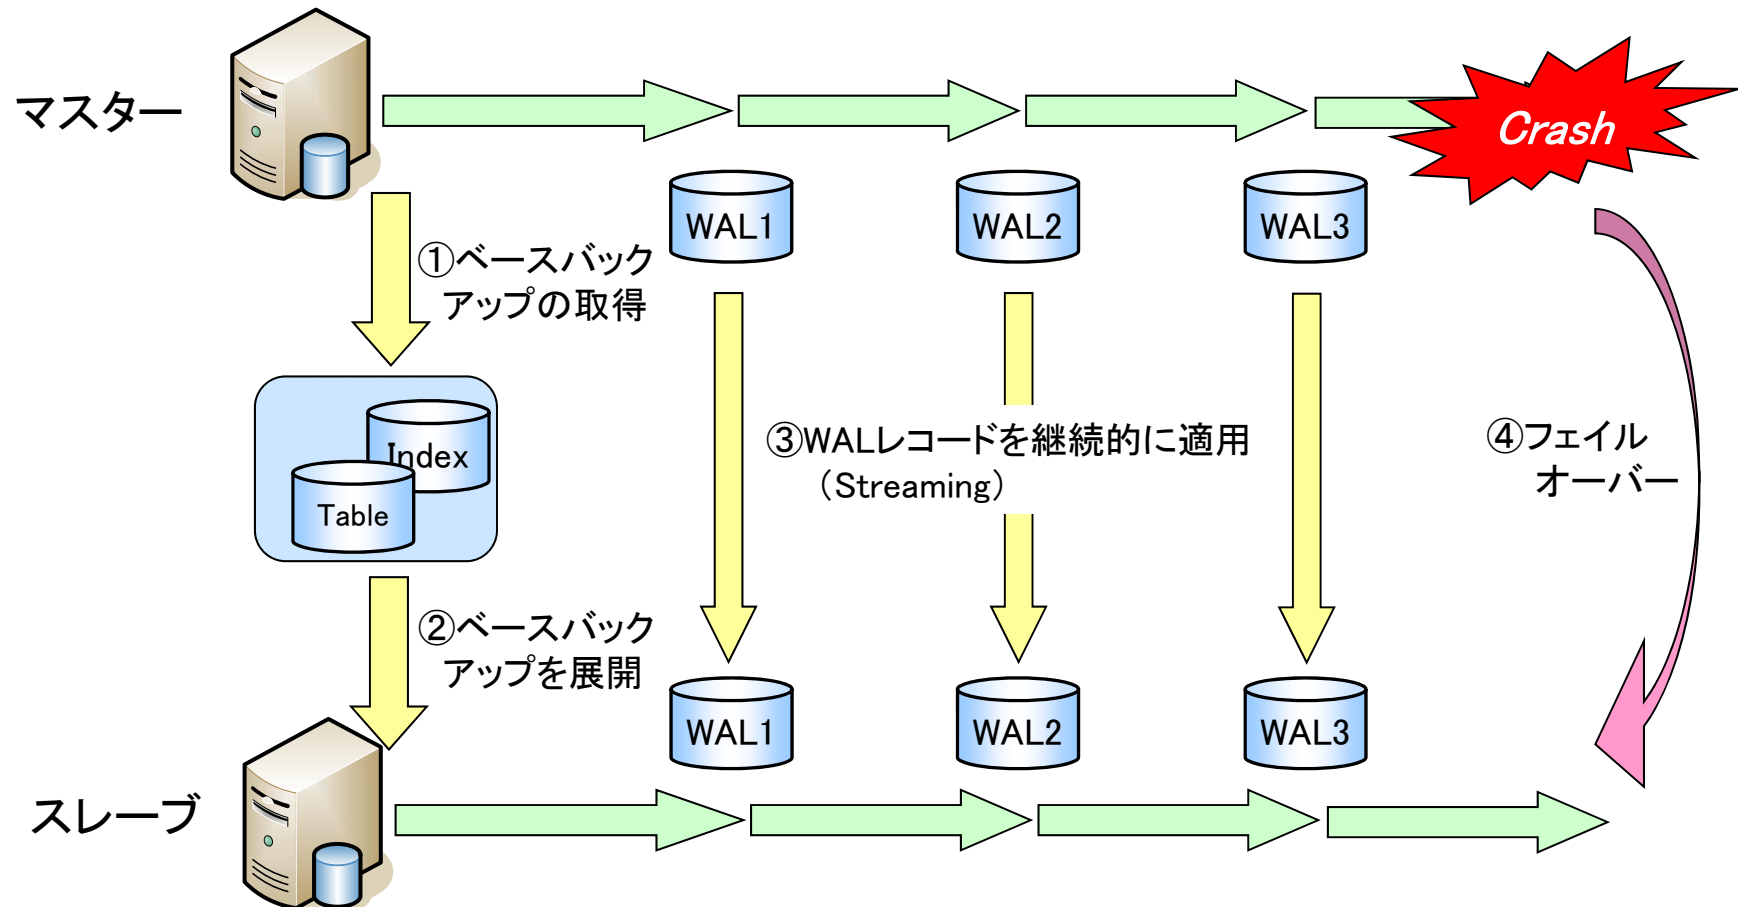 マスター
Crash
WAL1
WAL2
WAL3
①ベースバック
アップの取得
Index
Table
③WALレコードを継続的に適用
（Streaming）
④フェイル
オーバー
②ベースバック
アップを展開
WAL1
WAL2
WAL3
スレーブ